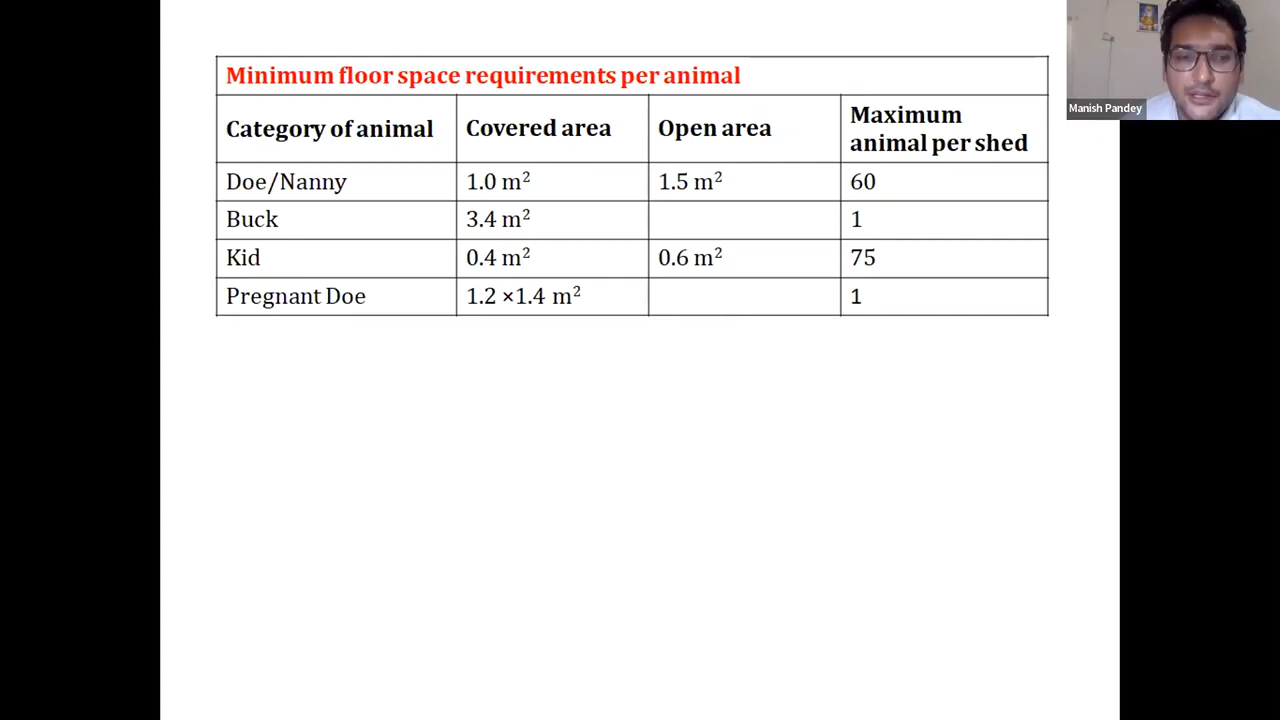 Minimum floor space requirements per animal
Category of animal Covered area Open area Maximum animal per shed
Doe/Nanny 1.0 m² 1.5 m² 60
Buck 3.4 m² 1
Kid 0.4 m² 0.6 m² 75
Pregnant Doe 1.2 ×1.4 m² 1
Manish Pandey